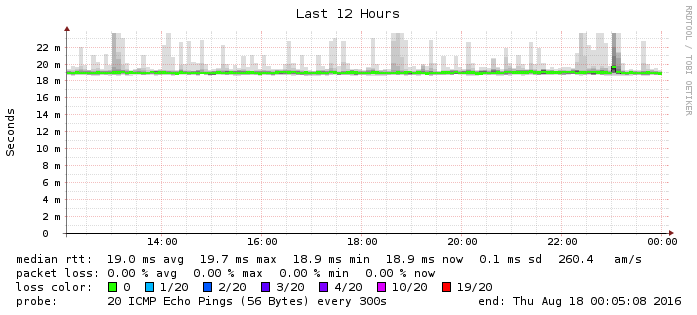 Last 12 Hours
RRDTOOL / TOBI OETIKER
Seconds
22 m
20 m
18 m
16 m
14 m
12 m
10 m
8 m
6 m
4 m
2 m
0
14:00 16:00 18:00 20:00 22:00 00:00
median rtt: 19.0 ms avg 19.7 ms max 18.9 ms min 18.9 ms now 0.1 ms sd 260.4 am/s
packet loss: 0.00 % avg 0.00 % max 0.00 % min 0.00 % now
loss color: 0 1/20 2/20 3/20 4/20 10/20 19/20
probe: 20 ICMP Echo Pings (56 Bytes) every 300s end: Thu Aug 18 00:05:08 2016